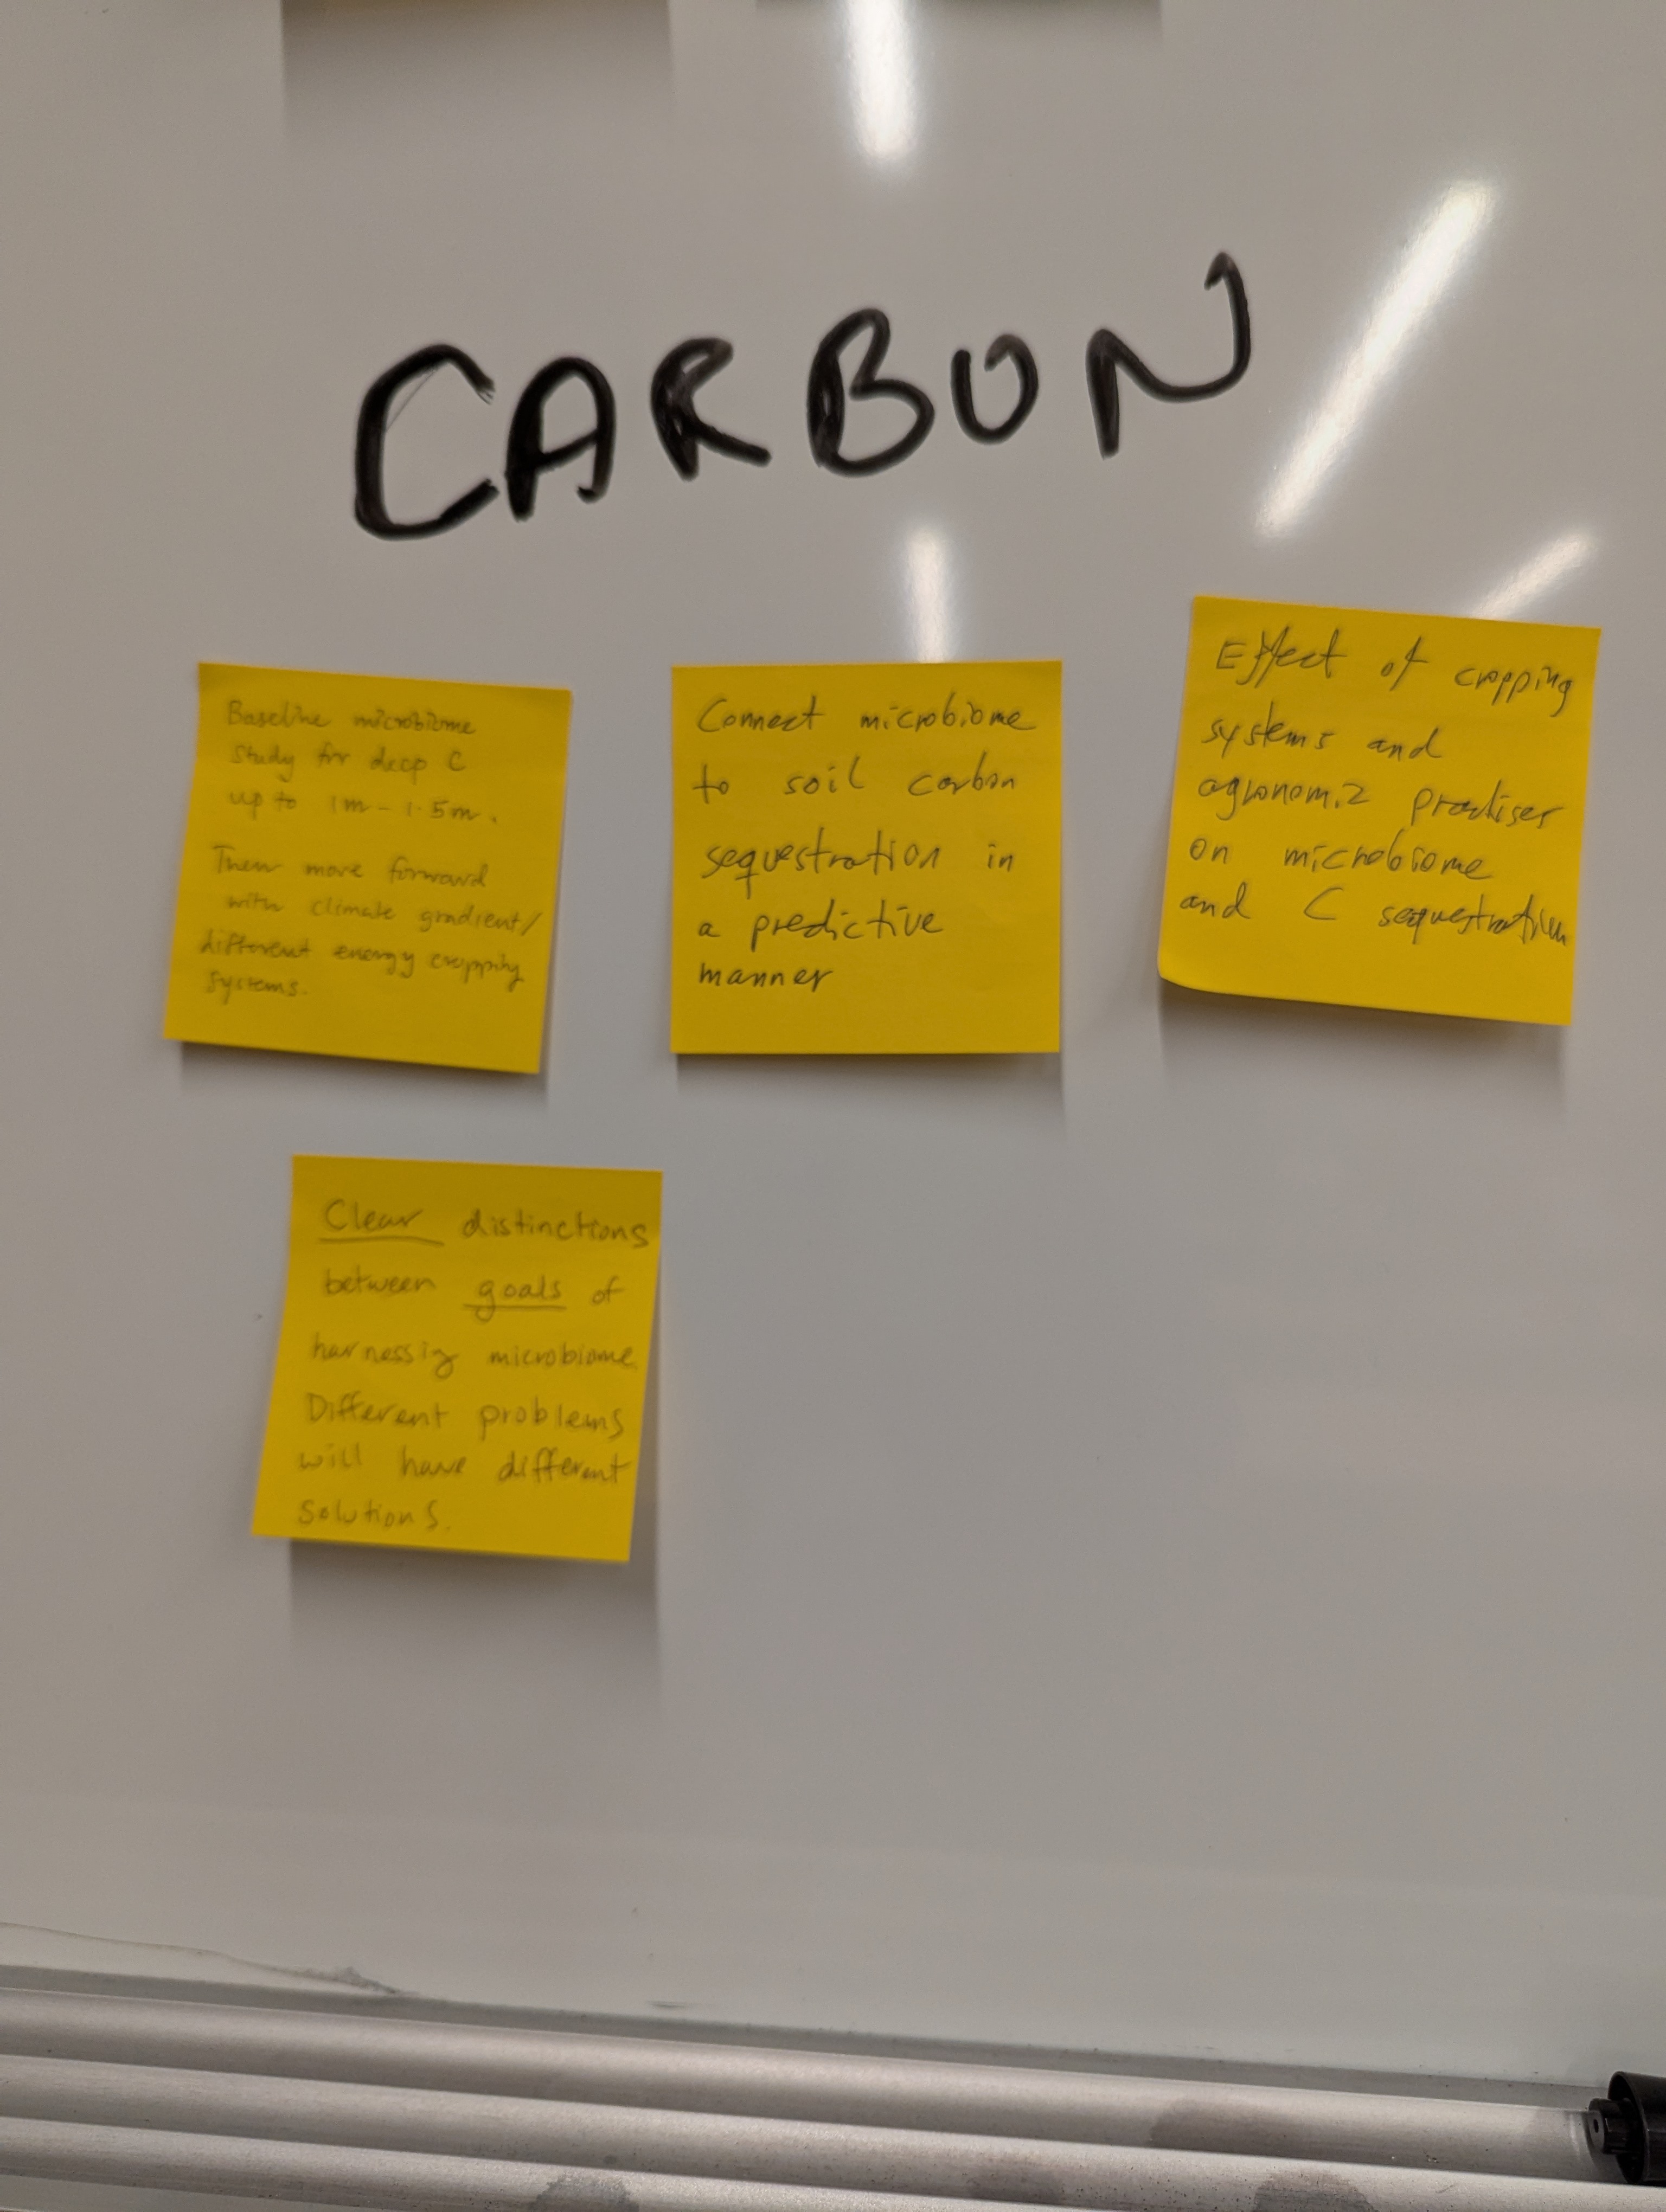 CARBON
Baseline microbiome
study for deep C
up to 1m - 1.5m.
Then move forward
with climate gradient/
different energy cropping
systems.
Connect microbiome
to soil carbon
sequestration in
a predictive
manner
Effect of cropping
systems and
agronomic practises
on microbiome
and C sequestration
Clear distinctions
between goals of
harnessig microbiome
Different problems
will have different
solutions.